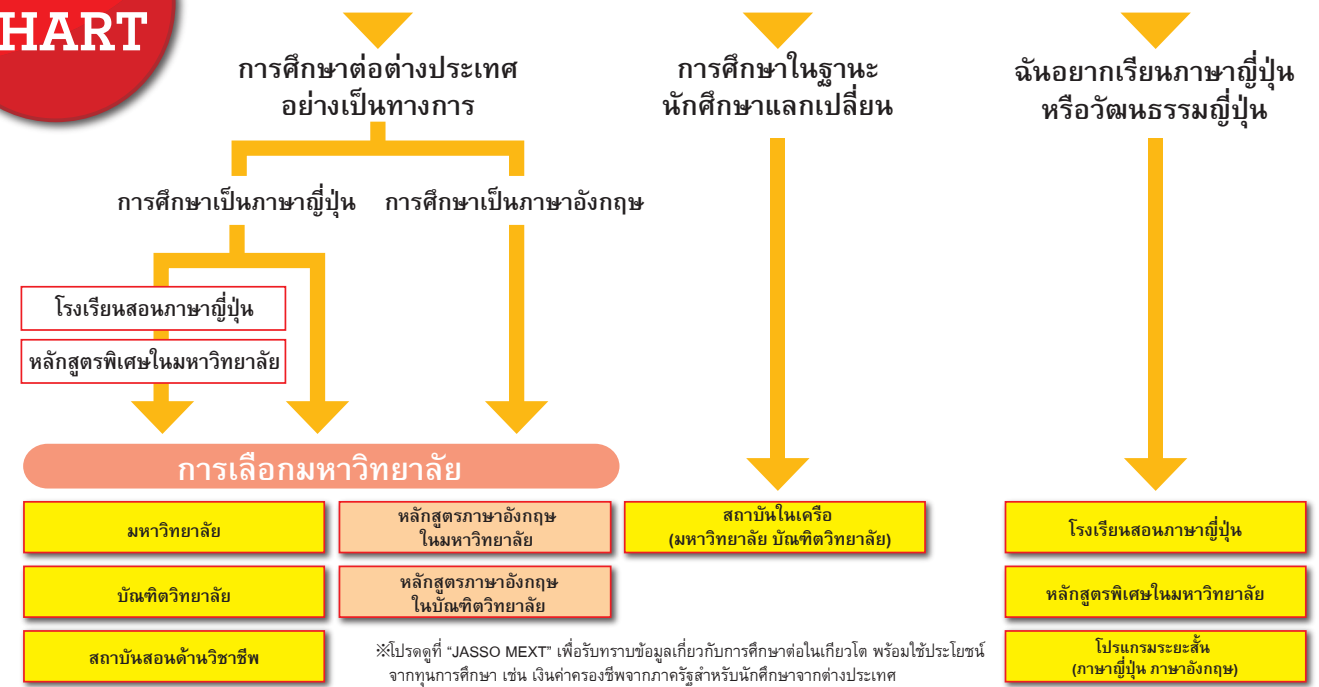 HART
การศึกษาต่อต่างประเทศ
อย่างเป็นทางการ
การศึกษาในฐานะ
นักศึกษาแลกเปลี่ยน
ฉันอยากเรียนภาษาญี่ปุ่น
หรือวัฒนธรรมญี่ปุ่น
การศึกษาเป็นภาษาญี่ปุ่น
การศึกษาเป็นภาษาอังกฤษ
โรงเรียนสอนภาษาญี่ปุ่น
หลักสูตรพิเศษในมหาวิทยาลัย
การเลือกมหาวิทยาลัย
มหาวิทยาลัย
บัณฑิตวิทยาลัย
สถาบันสอนด้านวิชาชีพ
หลักสูตรภาษาอังกฤษ
ในมหาวิทยาลัย
หลักสูตรภาษาอังกฤษ
ในบัณฑิตวิทยาลัย
สถาบันในเครือ
(มหาวิทยาลัย บัณฑิตวิทยาลัย)
โรงเรียนสอนภาษาญี่ปุ่น
หลักสูตรพิเศษในมหาวิทยาลัย
โปรแกรมระยะสั้น
(ภาษาญี่ปุ่น ภาษาอังกฤษ)
※โปรดดูที่ “JASSO MEXT” เพื่อรับทราบข้อมูลเกี่ยวกับการศึกษาต่อในเกียวโต พร้อมใช้ประโยชน์
จากทุนการศึกษา เช่น เงินค่าครองชีพจากภาครัฐสำหรับนักศึกษาจากต่างประเทศ